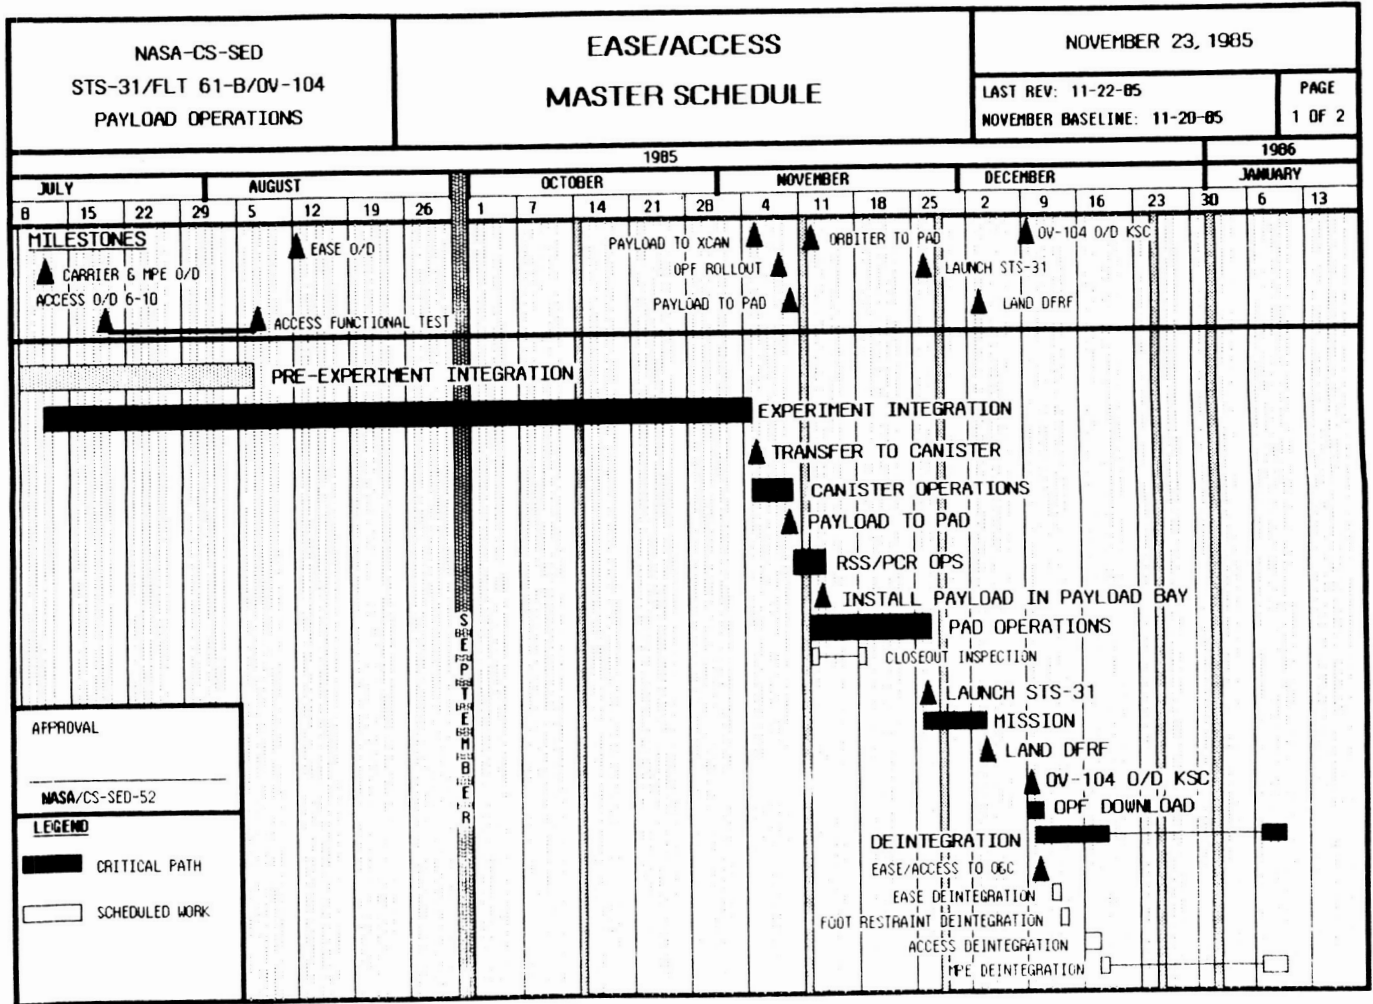 NASA-CS-SED
STS-31/FLT 61-B/OV-104
PAYLOAD OPERATIONS
EASE/ACCESS
MASTER SCHEDULE
NOVEMBER 23, 1985
LAST REV: 11-22-85
NOVEMBER BASELINE: 11-20-85
PAGE
1 OF 2
1985
1986
JULY AUGUST OCTOBER NOVEMBER DECEMBER JANUARY
8 15 22 29 5 12 19 26 1 7 14 21 28 4 11 18 25 2 9 16 23 30 6 13
MILESTONES
EASE O/D
PAYLOAD TO XCAN
ORBITER TO PAD
OV-104 O/D KSC
CARRIER & MPE O/D
OPF ROLLOUT
LAUNCH STS-31
ACCESS O/D 6-10
PAYLOAD TO PAD
LAND DFRF
ACCESS FUNCTIONAL TEST
PRE-EXPERIMENT INTEGRATION
EXPERIMENT INTEGRATION
TRANSFER TO CANISTER
CANISTER OPERATIONS
PAYLOAD TO PAD
RSS/PCR OPS
INSTALL PAYLOAD IN PAYLOAD BAY
PAD OPERATIONS
CLOSEOUT INSPECTION
LAUNCH STS-31
MISSION
LAND DFRF
OV-104 O/D KSC
OPF DOWNLOAD
DEINTEGRATION
EASE/ACCESS TO O&C
EASE DEINTEGRATION
FOOT RESTRAINT DEINTEGRATION
ACCESS DEINTEGRATION
MPE DEINTEGRATION
SEPTEMBER
APPROVAL
NASA/CS-SED-52
LEGEND
CRITICAL PATH
SCHEDULED WORK